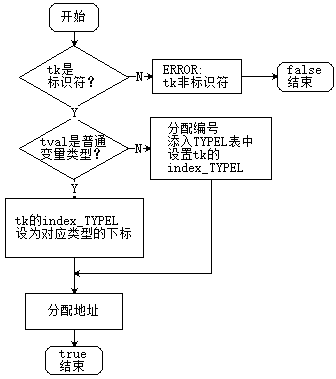 开始
tk是
标识符？
N
ERROR:
tk非标识符
false
结束
Y
tval是普通
变量类型？
N
分配编号
添入TYPEL表中
设置tk的
index_TYPEL
Y
tk的index_TYPEL
设为对应类型的下标
分配地址
true
结束